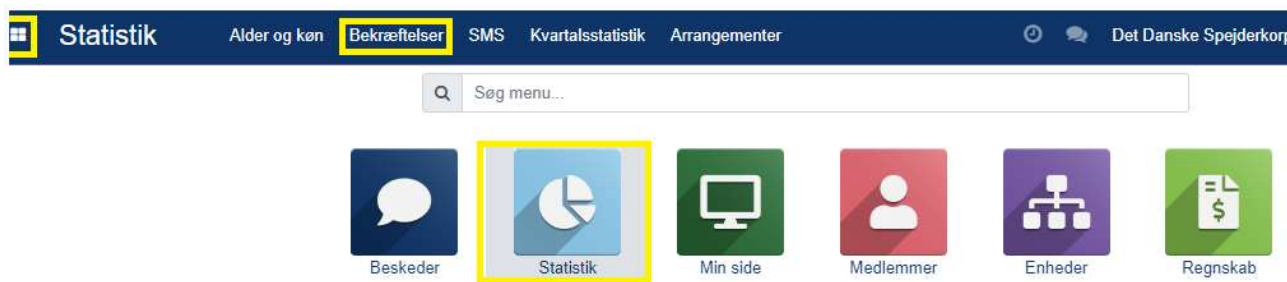 Statistik Alder og køn Bekræftelser SMS Kvartalsstatistik Arrangementer Det Danske Spejderkorp
Søg menu...
Beskeder Statistik Min side Medlemmer Enheder Regnskab